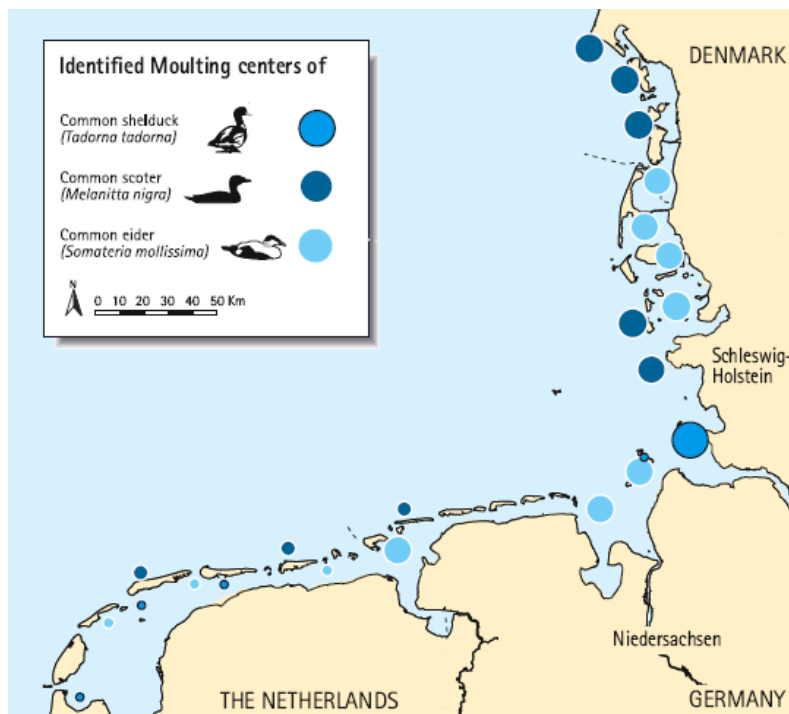 Identified Moulting centers of
Common shelduck
(Tadorna tadorna)
Common scoter
(Melanitta nigra)
Common eider
(Somateria mollissima)
N
0 10 20 30 40 50 Km
DENMARK
Schleswig-
Holstein
Niedersachsen
THE NETHERLANDS
GERMANY